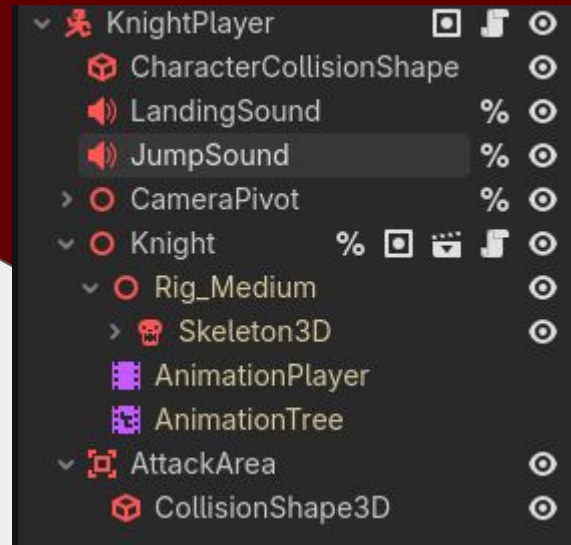 KnightPlayer
CharacterCollisionShape
LandingSound %
JumpSound %
CameraPivot %
Knight %
Rig_Medium
Skeleton3D
AnimationPlayer
AnimationTree
AttackArea
CollisionShape3D